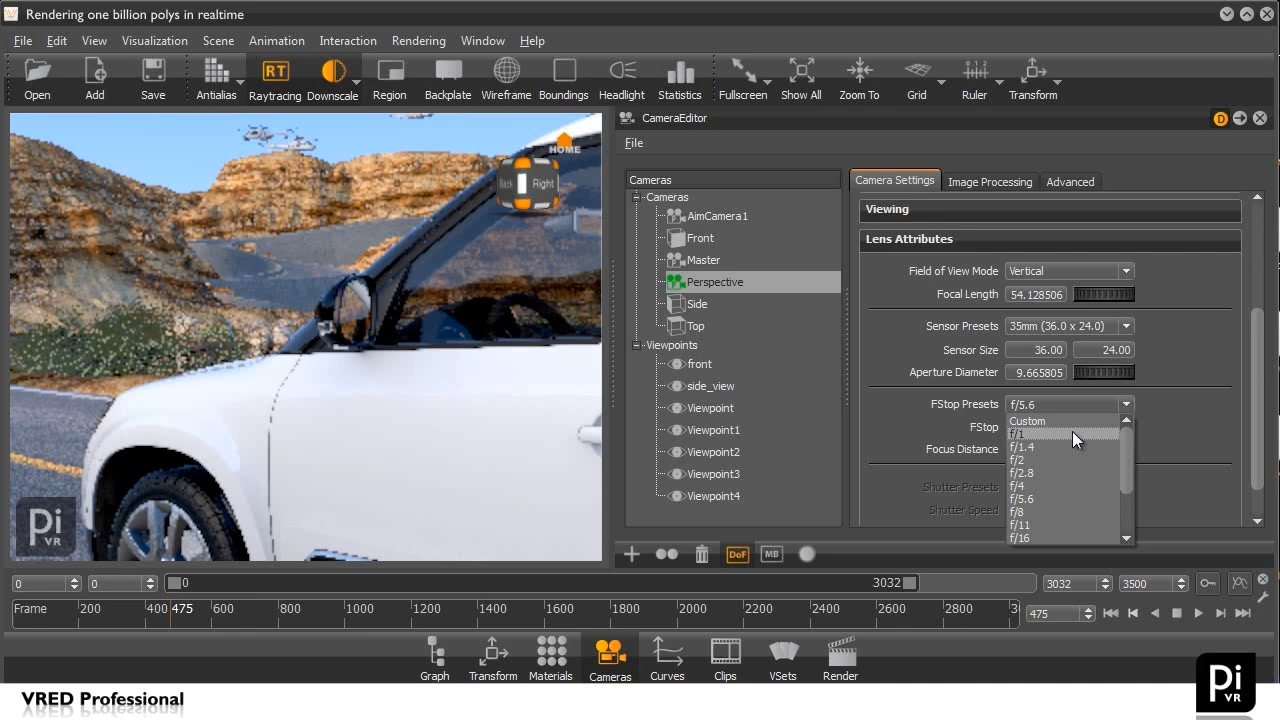 Rendering one billion polys in realtime
File Edit View Visualization Scene Animation Interaction Rendering Window Help
Open Add Save Antialias Raytracing Downscale Region Backplate Wireframe Boundings Headlight Statistics Fullscreen Show All Zoom To Grid Ruler Transform
RT
HOME
Back Right
Pi
VR
CameraEditor
D
File
Cameras
Cameras
AimCamera1
Front
Master
Perspective
Side
Top
Viewpoints
front
side_view
Viewpoint
Viewpoint1
Viewpoint2
Viewpoint3
Viewpoint4
Camera Settings Image Processing Advanced
Viewing
Lens Attributes
Field of View Mode Vertical
Focal Length 54.128506
Sensor Presets 35mm (36.0 x 24.0)
Sensor Size 36.00 24.00
Aperture Diameter 9.665805
FStop Presets f/5.6
FStop
Focus Distance
Shutter Presets
Shutter Speed
Custom
f/1
f/1.4
f/2
f/2.8
f/4
f/5.6
f/8
f/11
f/16
DoF MB
0 0 0 3032 3032 3500
Frame 200 400 475 600 800 1000 1200 1400 1600 1800 2000 2200 2400 2600 2800 3
475
Graph Transform Materials Cameras Curves Clips VSets Render
VRED Professional
Pi
VR